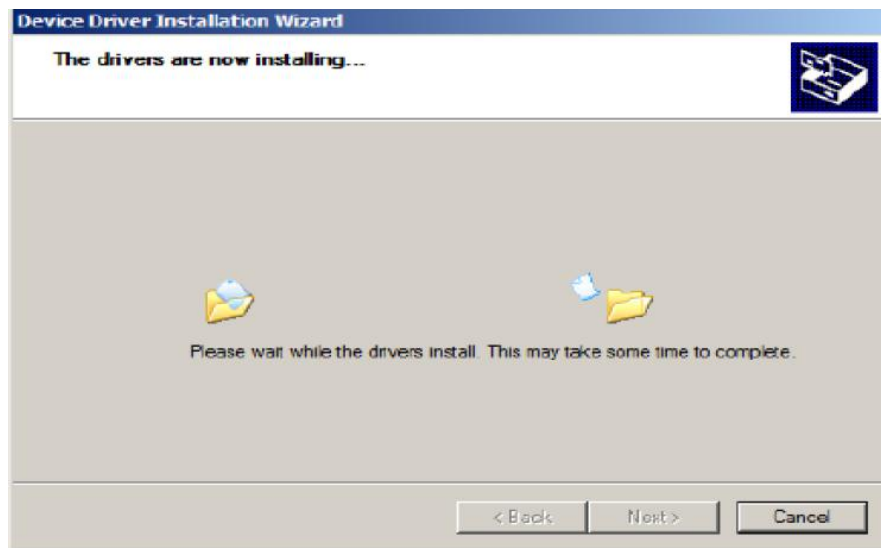 Device Driver Installation Wizard
The drivers are now installing...
Please wait while the drivers install. This may take some time to complete.
< Back
Next >
Cancel